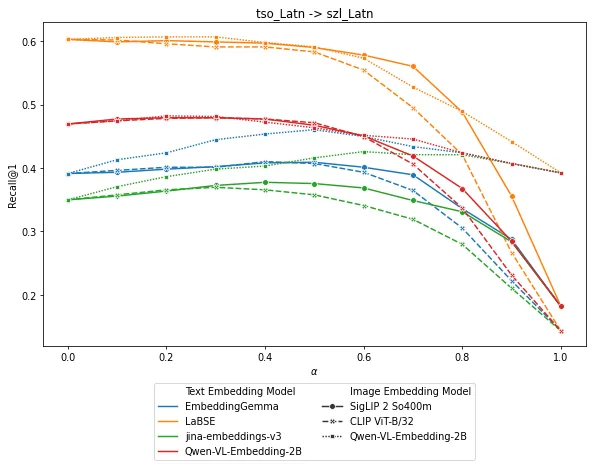 tso_Latn -> szl_Latn
Recall@1
0.6
0.5
0.4
0.3
0.2
0.0 0.2 0.4 0.6 0.8 1.0
α
Text Embedding Model Image Embedding Model
EmbeddingGemma SigLIP 2 So400m
LaBSE CLIP ViT-B/32
jina-embeddings-v3 Qwen-VL-Embedding-2B
Qwen-VL-Embedding-2B